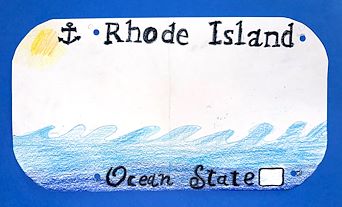 Rhode Island
Ocean State